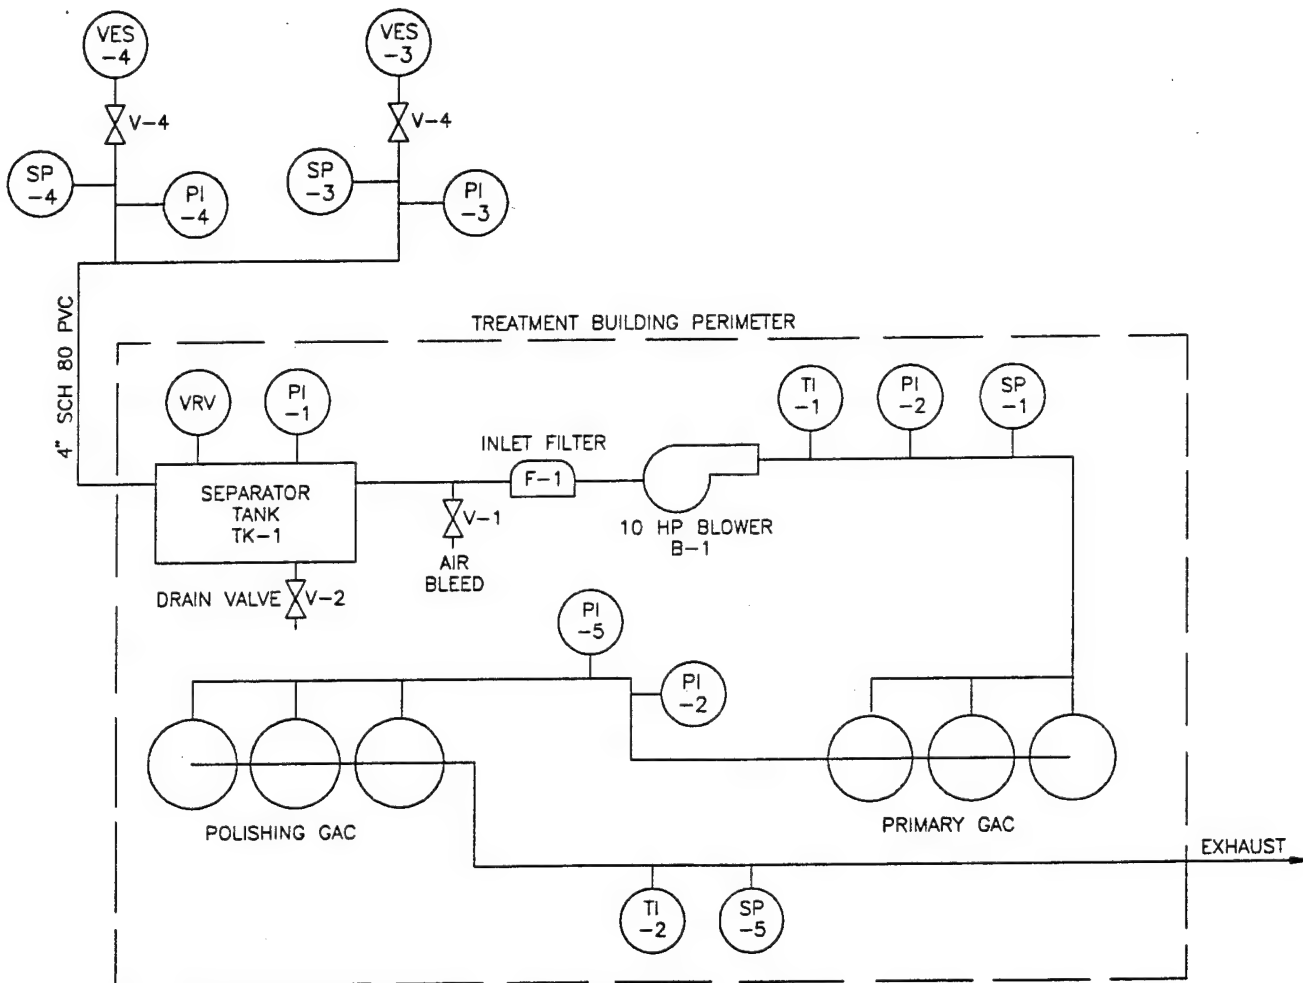 VES
-4
VES
-3
V-4
V-4
SP
-4
PI
-4
SP
-3
PI
-3
4" SCH 80 PVC
TREATMENT BUILDING PERIMETER
VRV
PI
-1
TI
-1
PI
-2
SP
-1
INLET FILTER
F-1
SEPARATOR
TANK
TK-1
V-1
AIR
BLEED
10 HP BLOWER
B-1
DRAIN VALVE
V-2
PI
-5
PI
-2
POLISHING GAC
PRIMARY GAC
EXHAUST
TI
-2
SP
-5